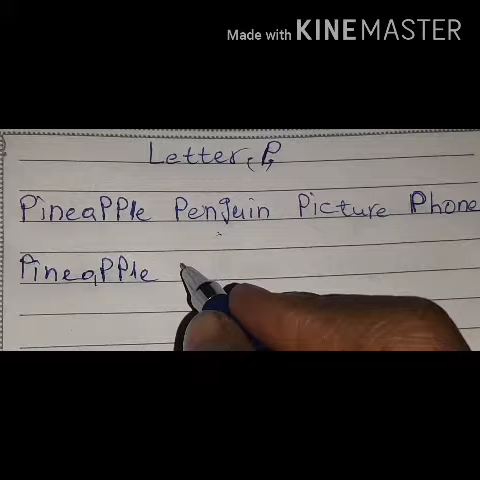 Made with KINEMASTER
Letter, P,
PineaPPle Penguin Picture Phone
PineaPPle